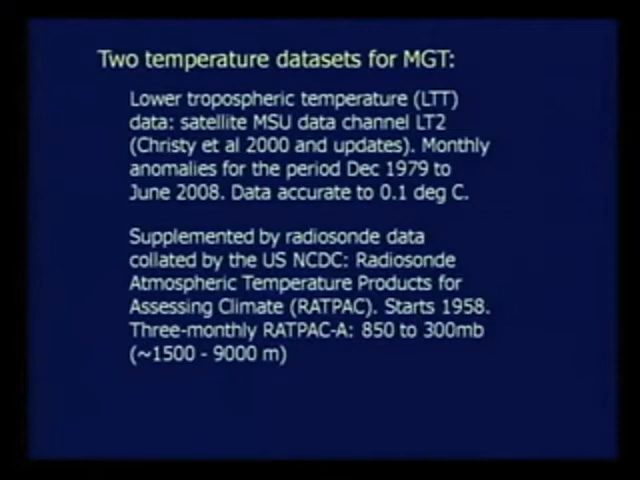 Two temperature datasets for MGT:
Lower tropospheric temperature (LTT)
data: satellite MSU data channel LT2
(Christy et al 2000 and updates). Monthly
anomalies for the period Dec 1979 to
June 2008. Data accurate to 0.1 deg C.
Supplemented by radiosonde data
collated by the US NCDC: Radiosonde
Atmospheric Temperature Products for
Assessing Climate (RATPAC). Starts 1958.
Three-monthly RATPAC-A: 850 to 300mb
(~1500 - 9000 m)